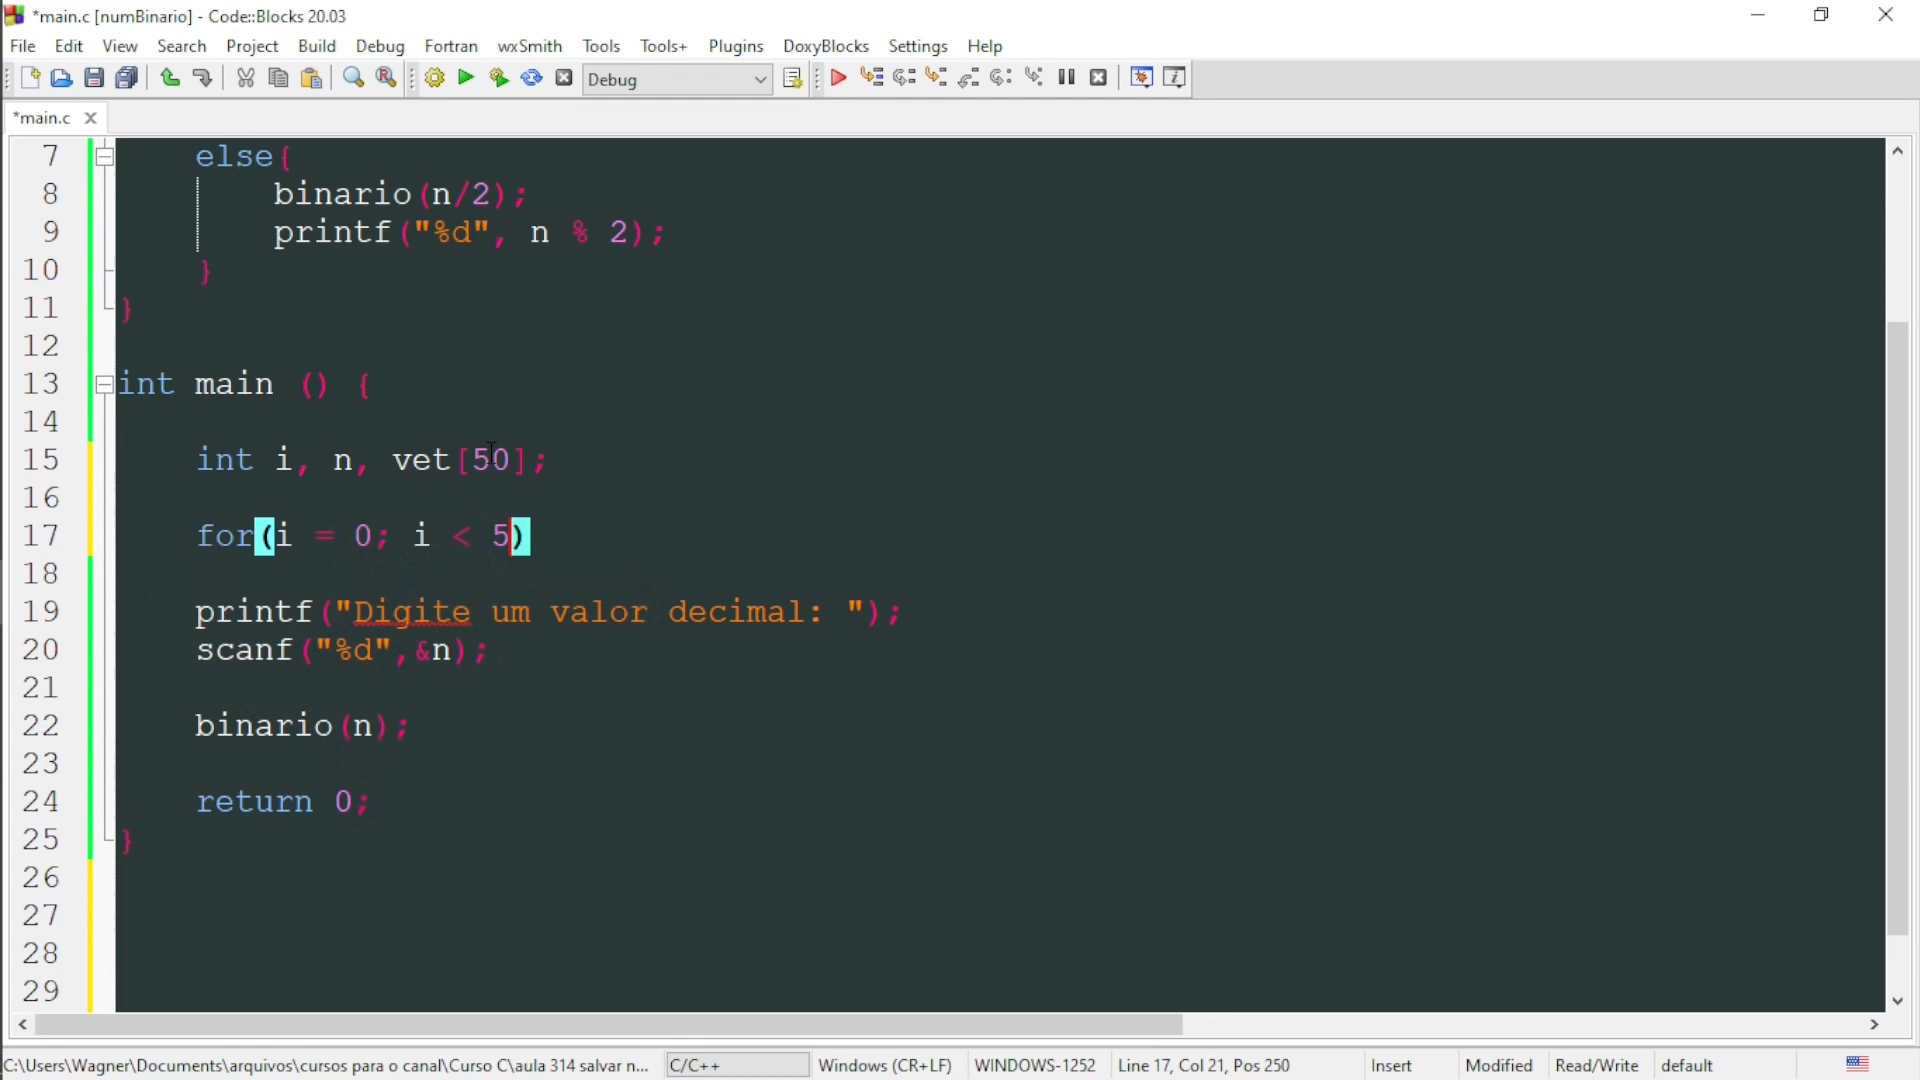 *main.c [numBinario] - Code::Blocks 20.03
File Edit View Search Project Build Debug Fortran wxSmith Tools Tools+ Plugins DoxyBlocks Settings Help
Debug
*main.c
7 else{
8 binario(n/2);
9 printf("%d", n % 2);
10 }
11 }
12
13 int main () {
14
15 int i, n, vet[50];
16
17 for(i = 0; i < 5)
18
19 printf("Digite um valor decimal: ");
20 scanf("%d",&n);
21
22 binario(n);
23
24 return 0;
25 }
26
27
28
29
C:\Users\Wagner\Documents\arquivos\cursos para o canal\Curso C\aula 314 salvar n... C/C++ Windows (CR+LF) WINDOWS-1252 Line 17, Col 21, Pos 250 Insert Modified Read/Write default